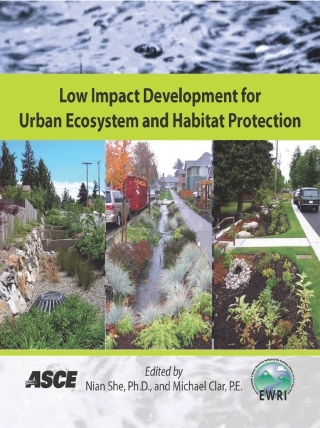 Low Impact Development for
Urban Ecosystem and Habitat Protection
ASCE
Edited by
Nian She, Ph.D., and Michael Clar, P.E.
EWRI